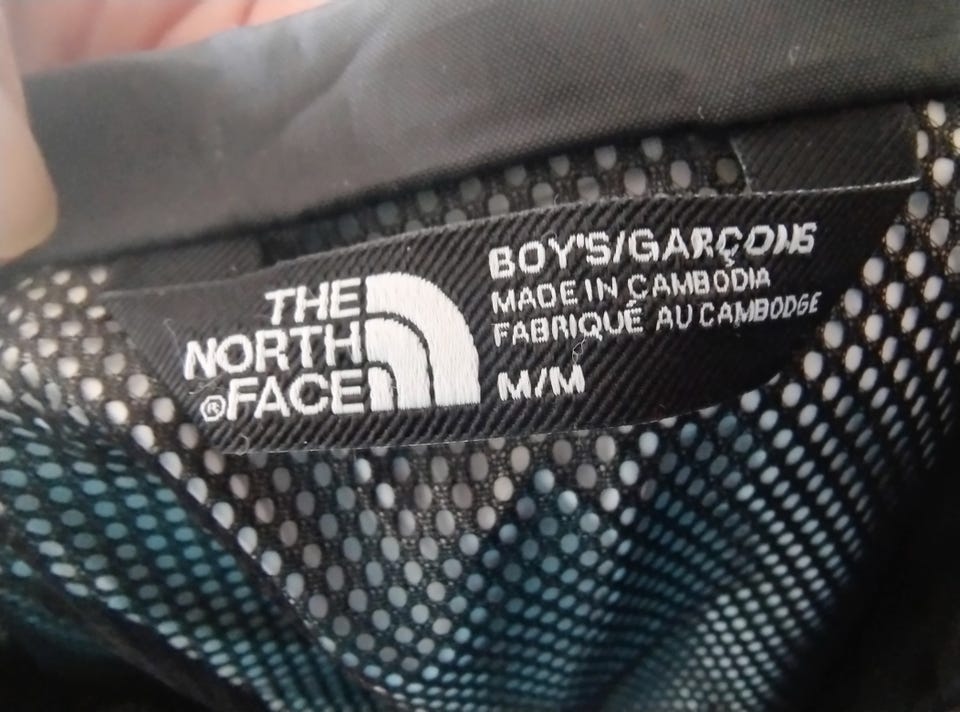 THE
NORTH
®FACE
BOY'S/GARÇONS
MADE IN CAMBODIA
FABRIQUÉ AU CAMBODGE
M/M